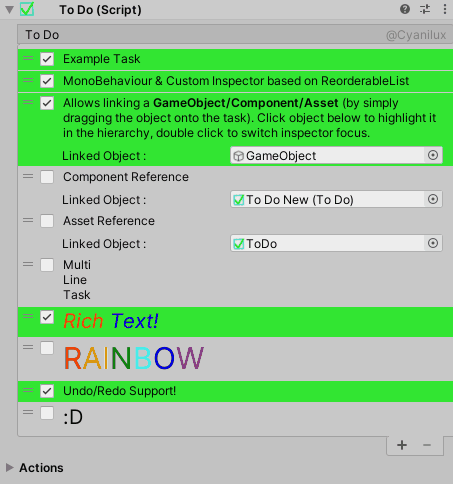 To Do (Script)
To Do @Cyanilux
Example Task
MonoBehaviour & Custom Inspector based on ReorderableList
Allows linking a GameObject/Component/Asset (by simply
dragging the object onto the task). Click object below to highlight it
in the hierarchy, double click to switch inspector focus.
Linked Object : GameObject
Component Reference
Linked Object : To Do New (To Do)
Asset Reference
Linked Object : ToDo
Multi
Line
Task
Rich Text!
RAINBOW
Undo/Redo Support!
:D
Actions